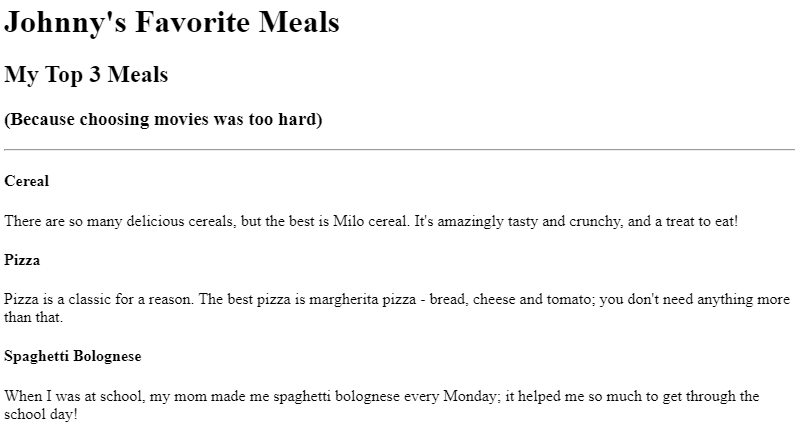 Johnny's Favorite Meals
My Top 3 Meals
(Because choosing movies was too hard)
Cereal
There are so many delicious cereals, but the best is Milo cereal. It's amazingly tasty and crunchy, and a treat to eat!
Pizza
Pizza is a classic for a reason. The best pizza is margherita pizza - bread, cheese and tomato; you don't need anything more
than that.
Spaghetti Bolognese
When I was at school, my mom made me spaghetti bolognese every Monday; it helped me so much to get through the
school day!